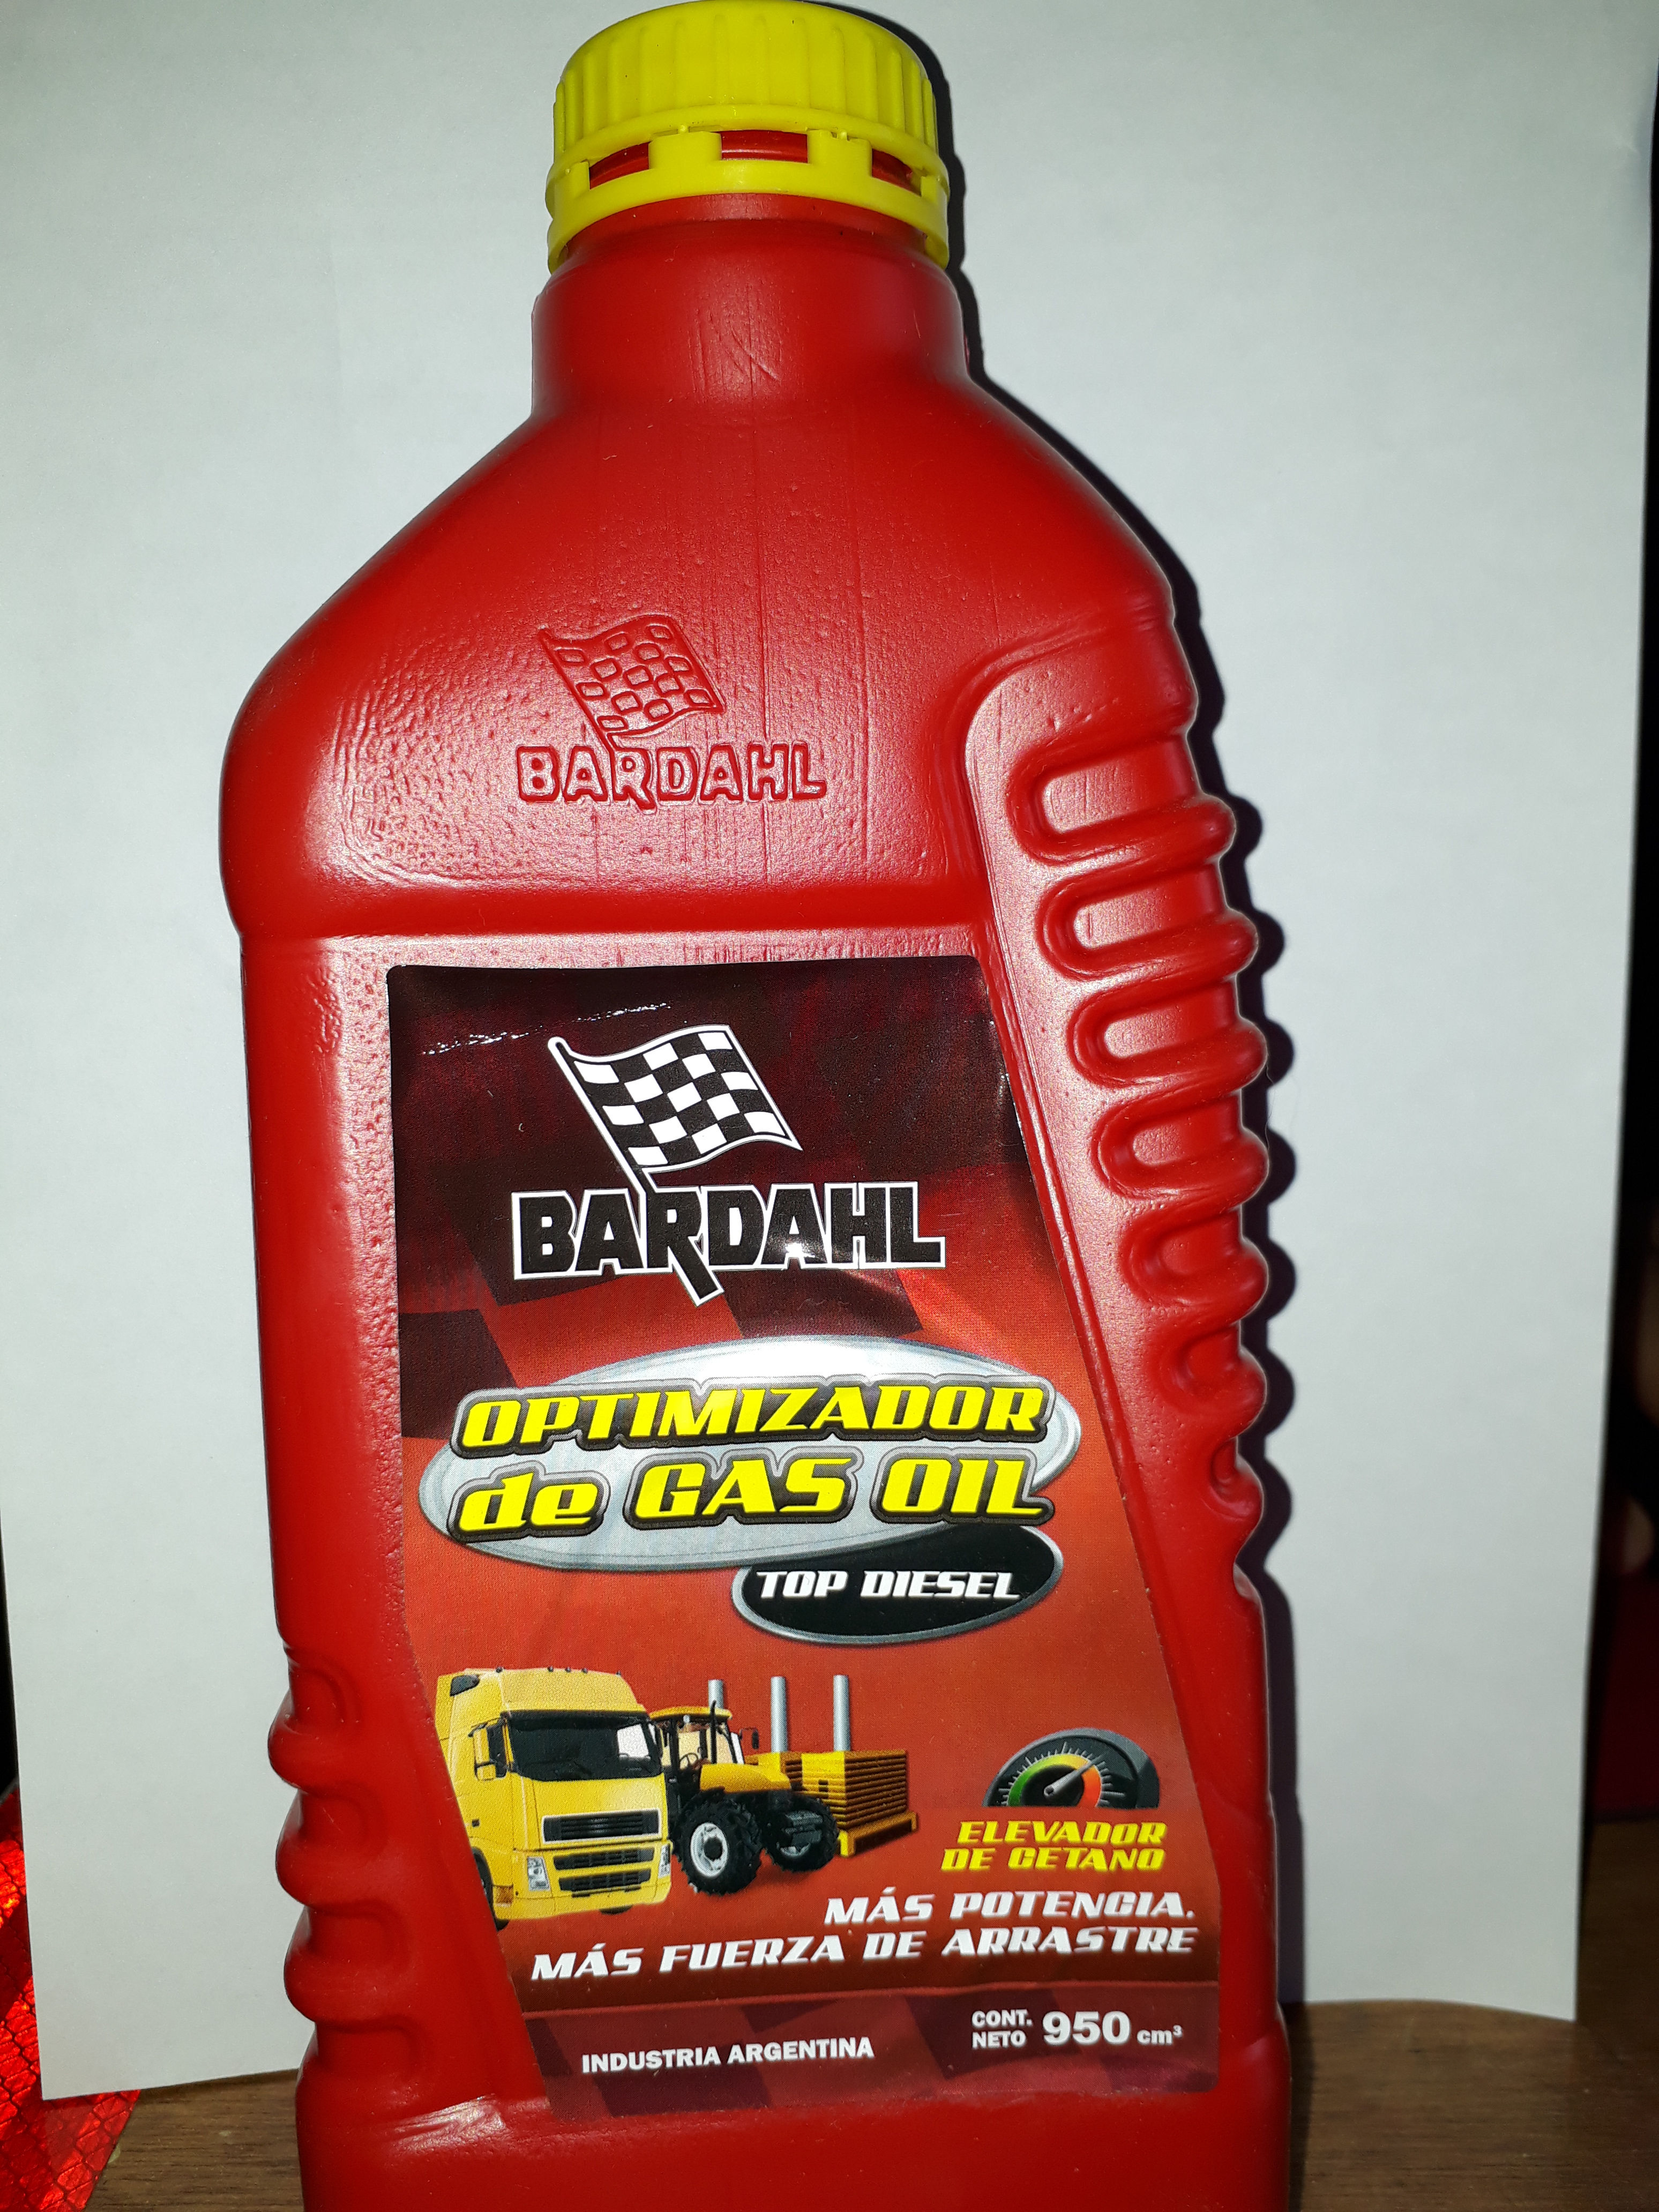 BARDAHL
BARDAHL
OPTIMIZADOR
de GAS OIL
TOP DIESEL
ELEVADOR
DE CETANO
MÁS POTENCIA.
MÁS FUERZA DE ARRASTRE
INDUSTRIA ARGENTINA
CONT.
NETO 950 cm³